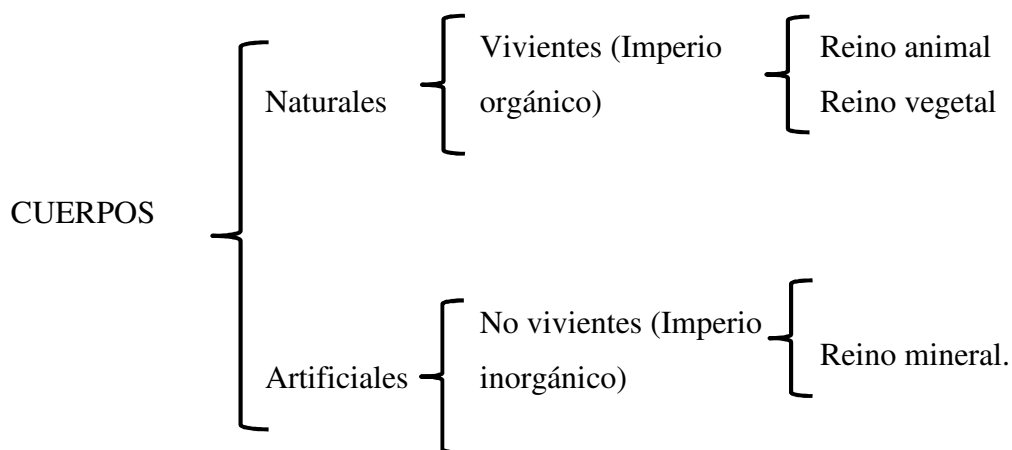 CUERPOS
Naturales
Vivientes (Imperio
orgánico)
Reino animal
Reino vegetal
Artificiales
No vivientes (Imperio
inorgánico)
Reino mineral.